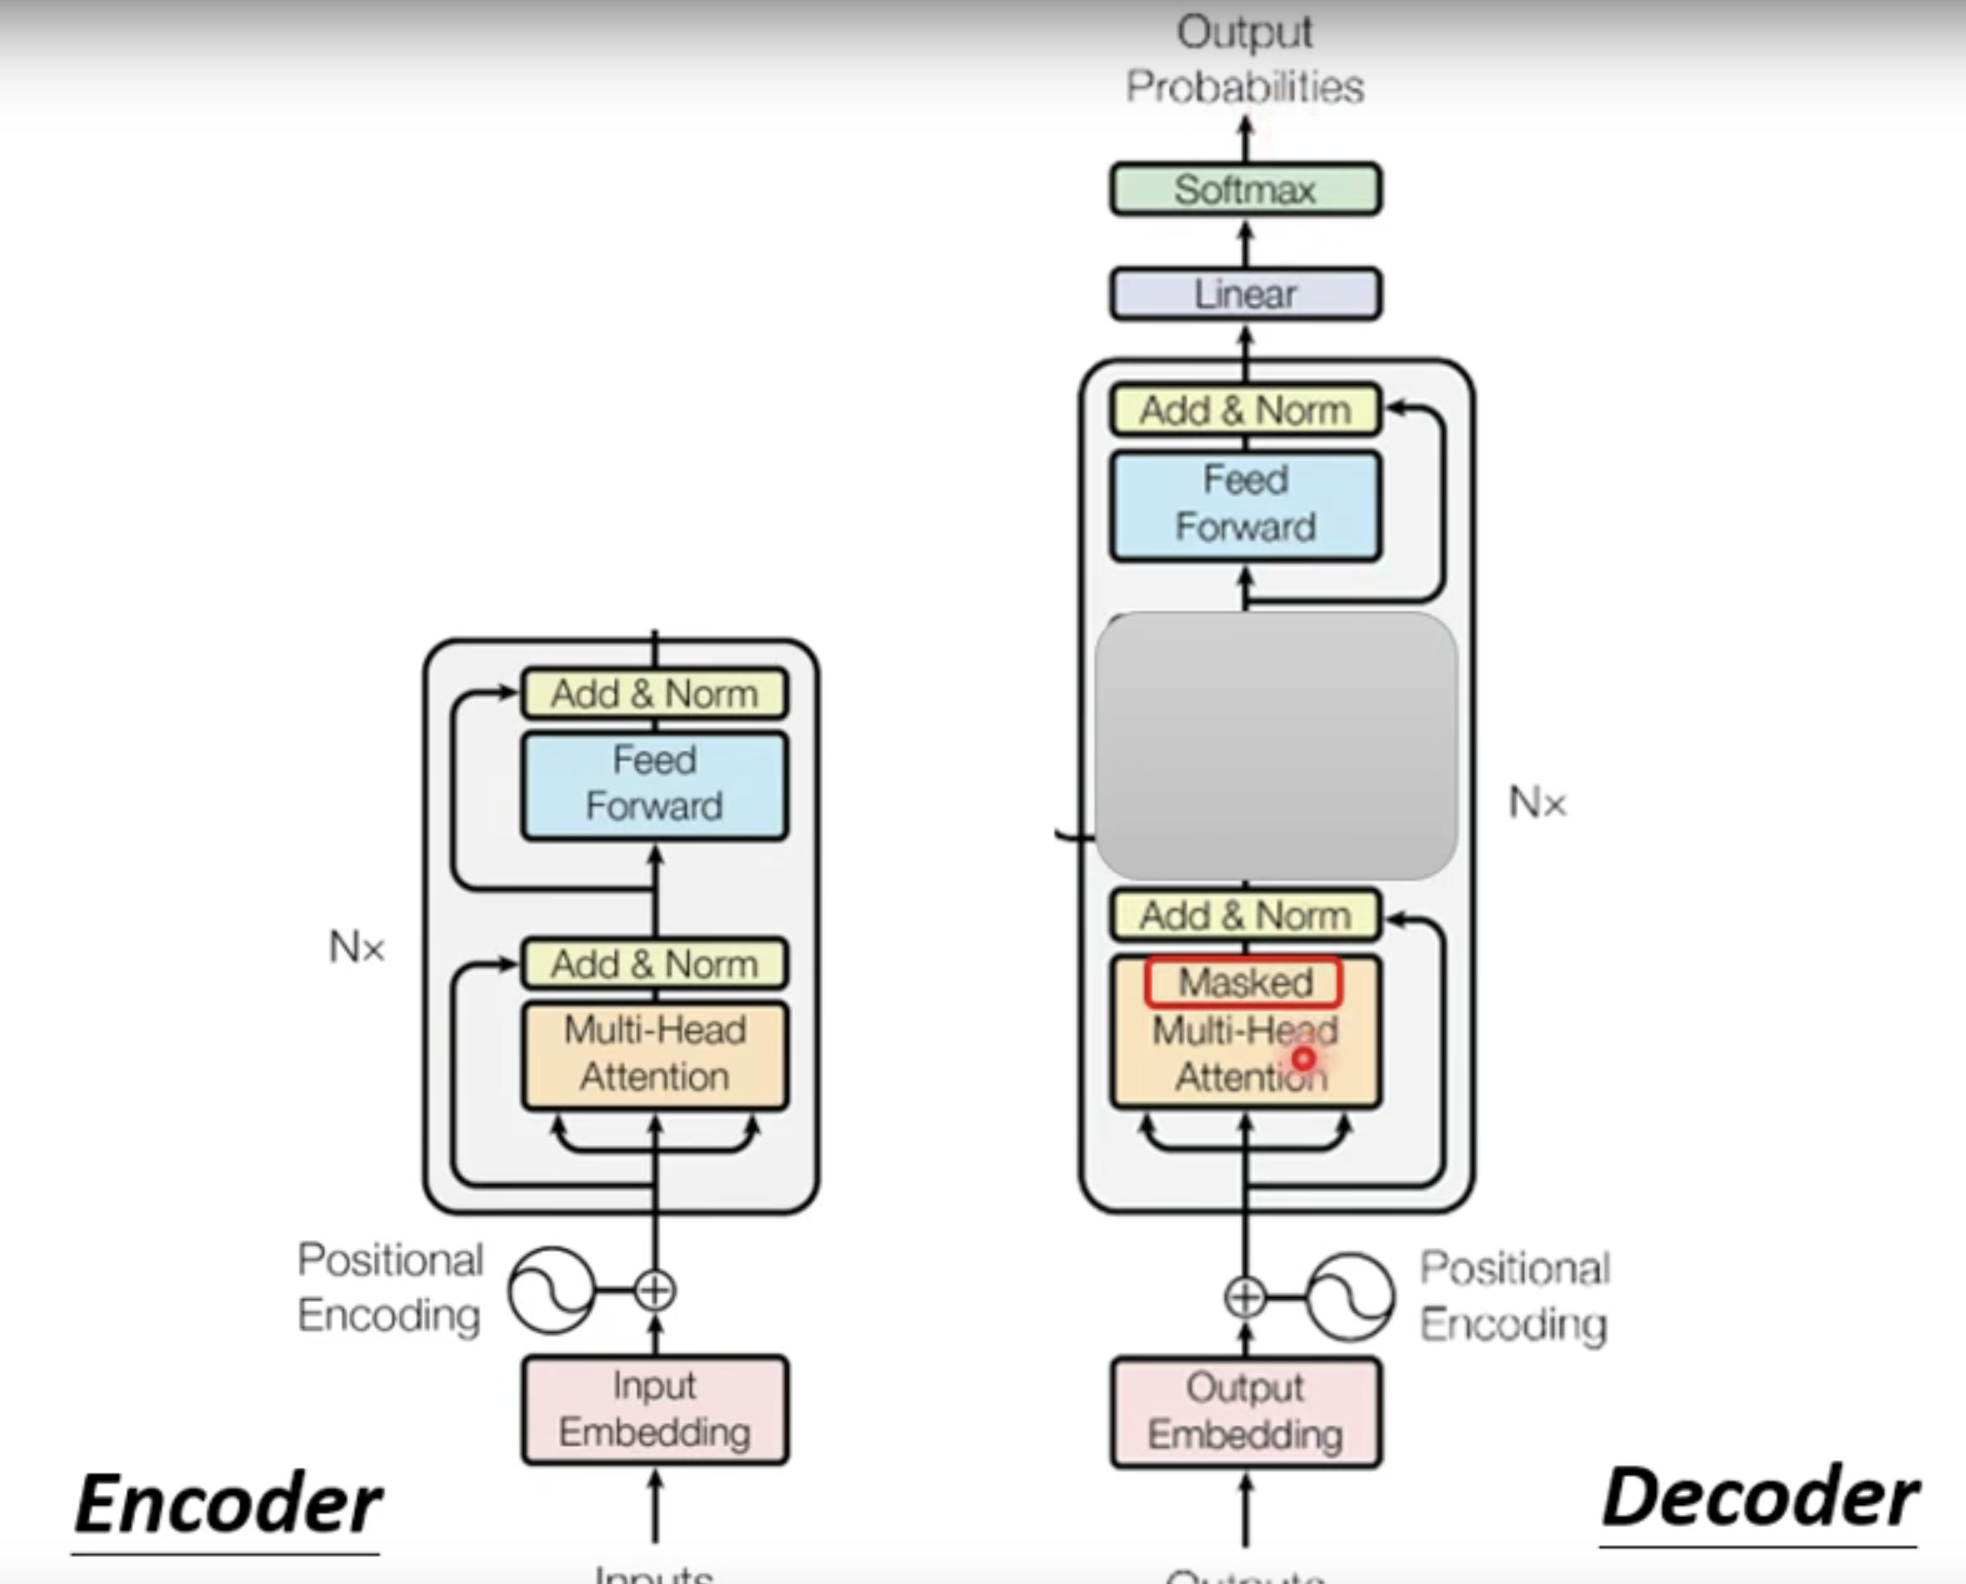 Output
Probabilities
Softmax
Linear
Add & Norm
Feed
Forward
Add & Norm
Masked
Multi-Head
Attention
Nx
Positional
Encoding
Output
Embedding
Outputs
Decoder
Add & Norm
Feed
Forward
Add & Norm
Multi-Head
Attention
Nx
Positional
Encoding
Input
Embedding
Inputs
Encoder